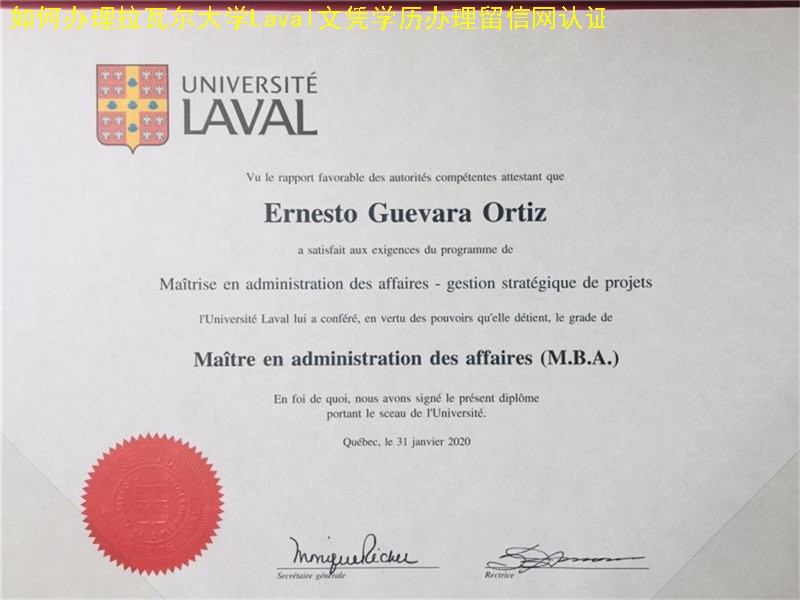 如何办理拉瓦尔大学Laval文凭学历办理留信网认证
UNIVERSITÉ
LAVAL
Vu le rapport favorable des autorités compétentes attestant que
Ernesto Guevara Ortiz
a satisfait aux exigences du programme de
Maîtrise en administration des affaires - gestion stratégique de projets
l'Université Laval lui a conféré, en vertu des pouvoirs qu'elle détient, le grade de
Maître en administration des affaires (M.B.A.)
En foi de quoi, nous avons signé le présent diplôme
portant le sceau de l'Université.
Québec, le 31 janvier 2020
Monique Richer
Secrétaire générale
Rectrice